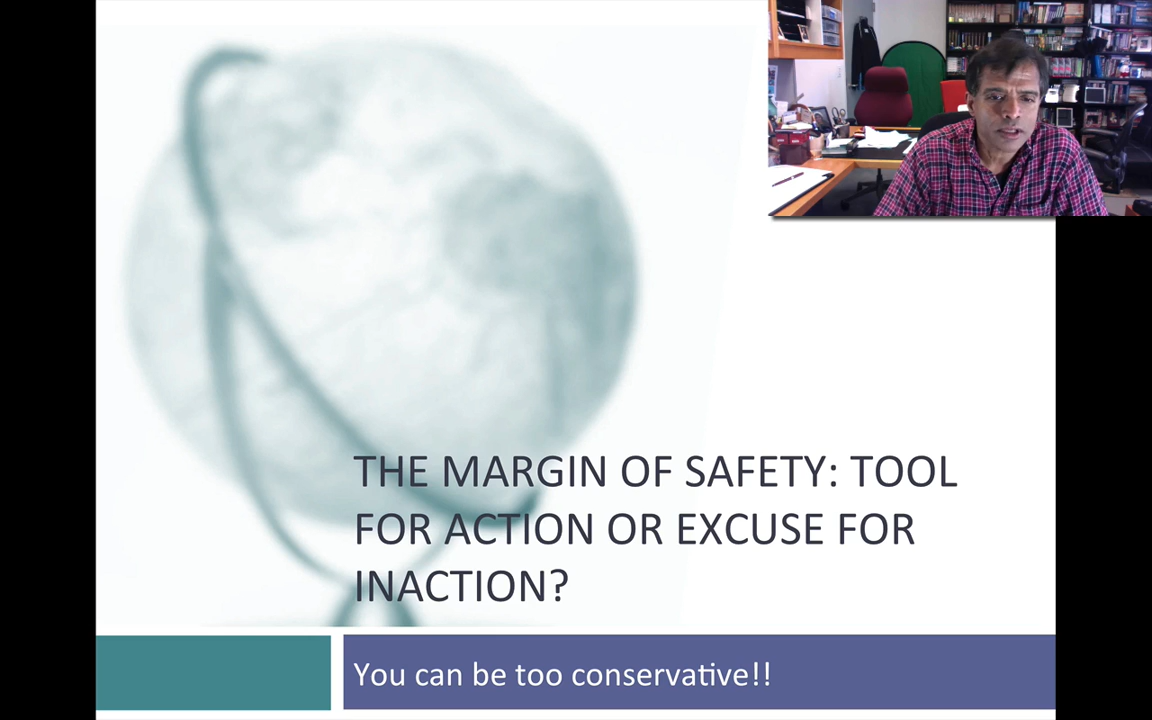 THE MARGIN OF SAFETY: TOOL
FOR ACTION OR EXCUSE FOR
INACTION?
You can be too conservative!!